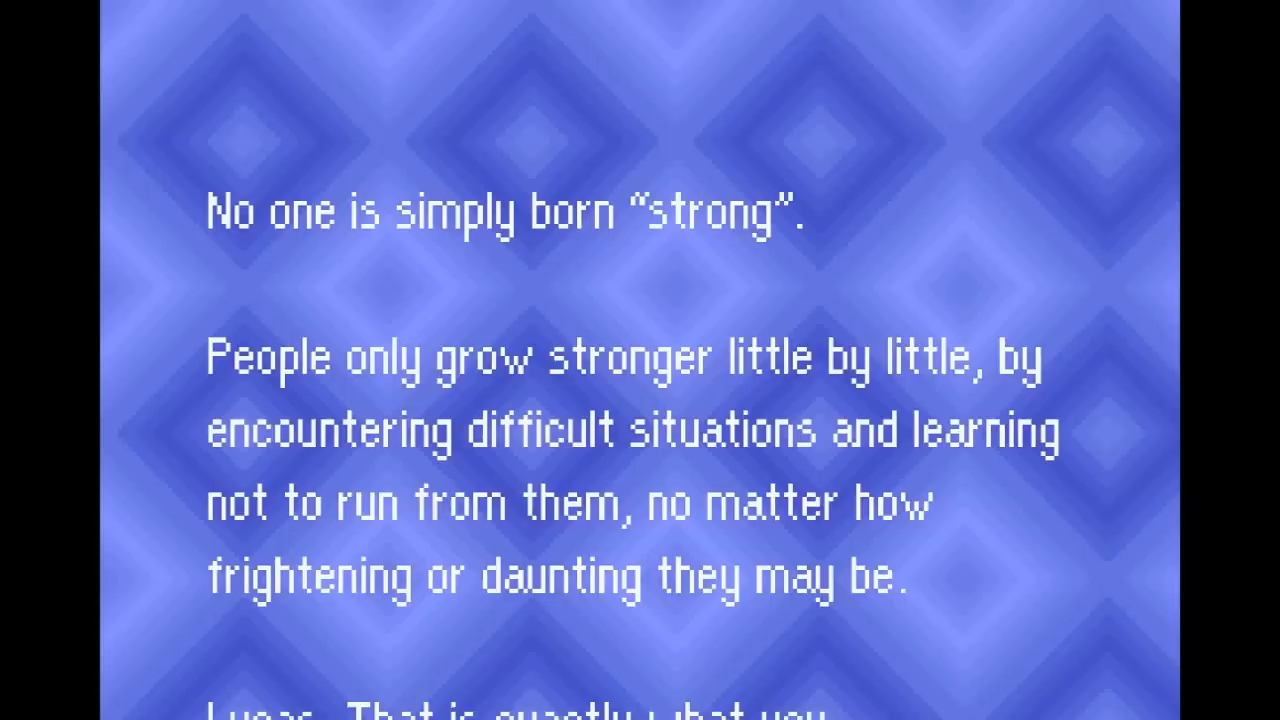 No one is simply born “strong”.
People only grow stronger little by little, by
encountering difficult situations and learning
not to run from them, no matter how
frightening or daunting they may be.
Lucas. That is exactly what you